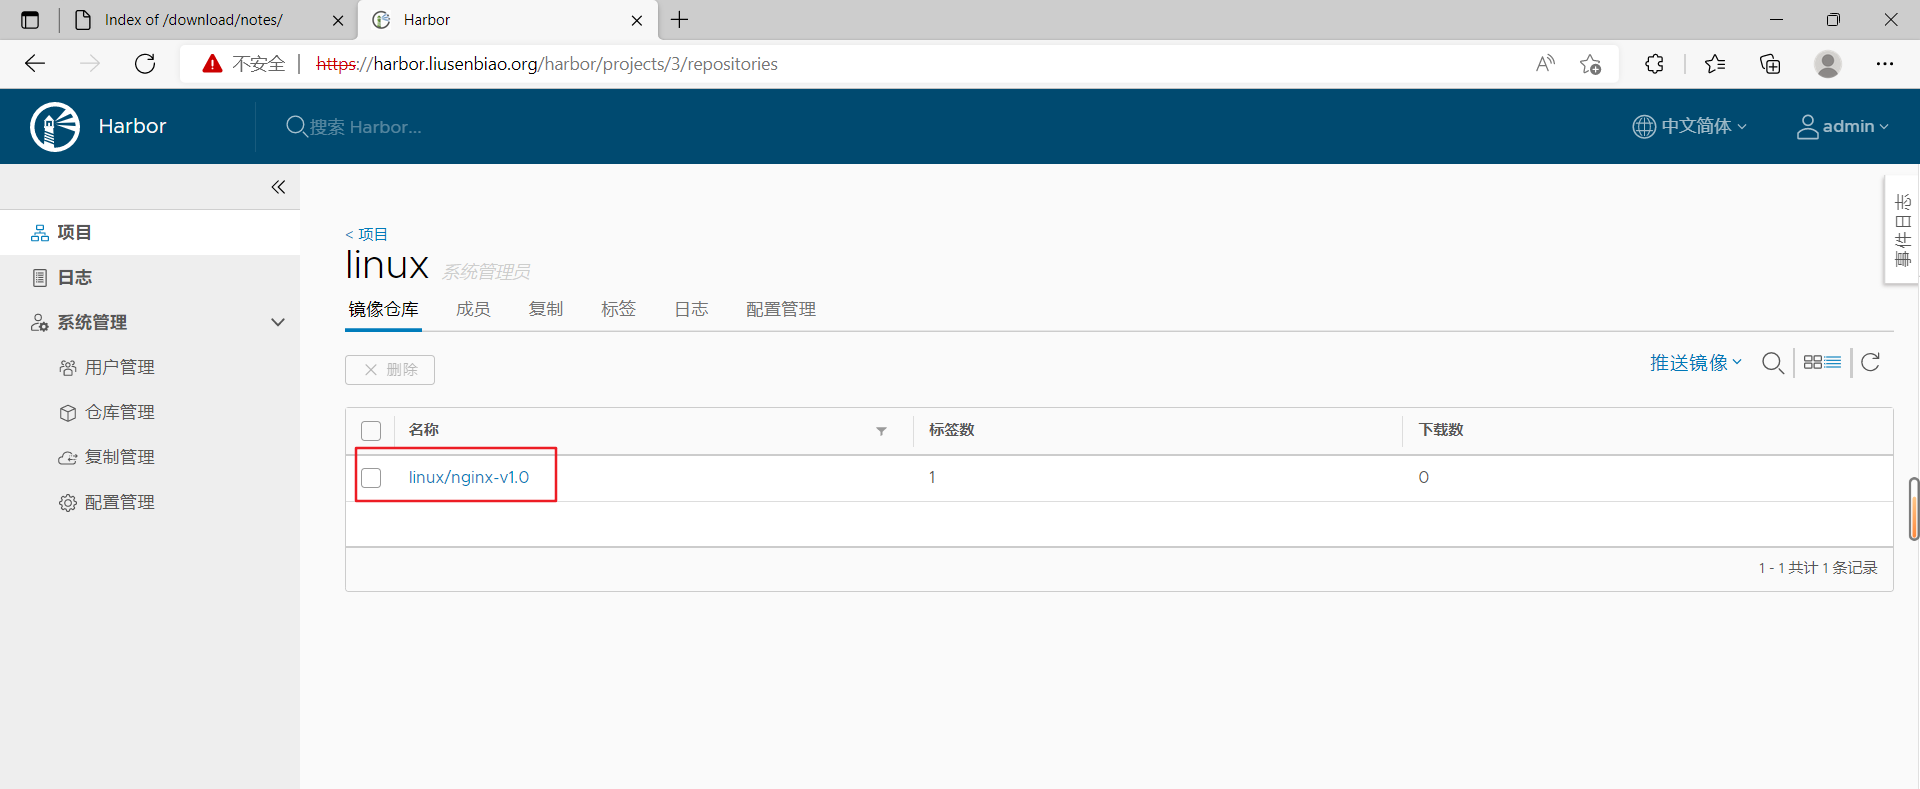 Index of /download/notes/
Harbor
不安全
https://harbor.liusenbiao.org/harbor/projects/3/repositories
Harbor
搜索 Harbor...
中文简体
admin
事件日志
项目
日志
系统管理
用户管理
仓库管理
复制管理
配置管理
< 项目
linux 系统管理员
镜像仓库 成员 复制 标签 日志 配置管理
删除
推送镜像
名称 标签数 下载数
linux/nginx-v1.0 1 0
1 - 1 共计 1 条记录